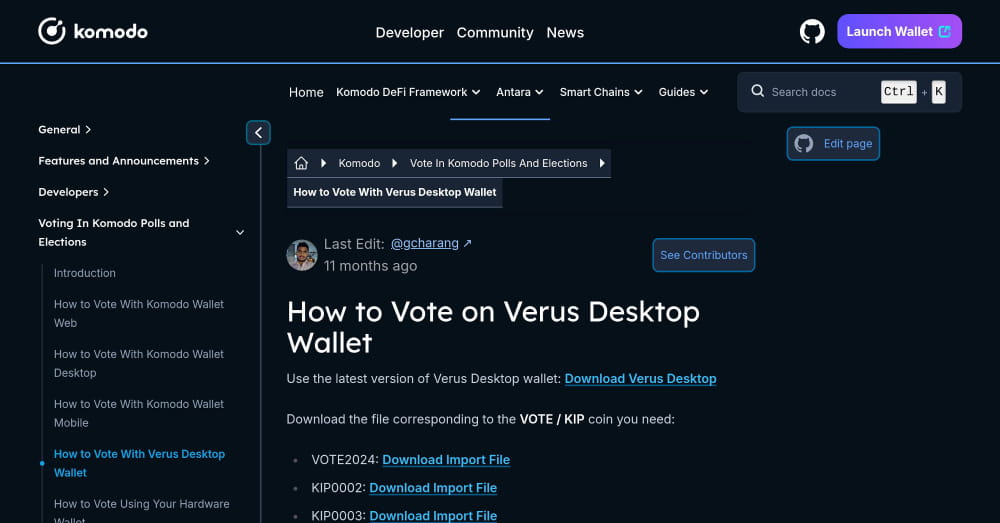 komodo
Developer Community News
Launch Wallet
Home Komodo DeFi Framework Antara Smart Chains Guides
Search docs Ctrl + K
General
Features and Announcements
Developers
Voting In Komodo Polls and
Elections
Introduction
How to Vote With Komodo Wallet
Web
How to Vote With Komodo Wallet
Desktop
How to Vote With Komodo Wallet
Mobile
How to Vote With Verus Desktop
Wallet
How to Vote Using Your Hardware
Wallet
Komodo Vote In Komodo Polls And Elections
How to Vote With Verus Desktop Wallet
Edit page
Last Edit: @gcharang ↗
11 months ago
See Contributors
How to Vote on Verus Desktop
Wallet
Use the latest version of Verus Desktop wallet: Download Verus Desktop
Download the file corresponding to the VOTE / KIP coin you need:
VOTE2024: Download Import File
KIP0002: Download Import File
KIP0003: Download Import File